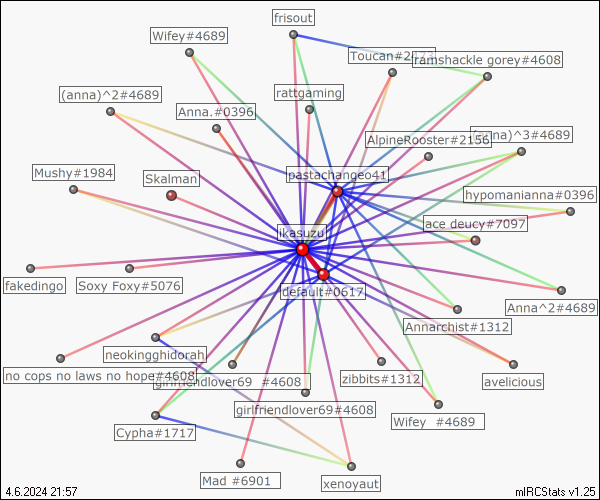 frisout
Wifey#4689
Toucan#2473
ramshackle gorey#4608
(anna)^2#4689
rattgaming
Anna.#0396
AlpineRooster#2156
(anna)^3#4689
Mushy#1984
Skalman
pastachangeo41
hypomanianna#0396
ace deucy#7097
ikasuzu
fakedingo
Soxy Foxy#5076
default#0617
Anna^2#4689
Annarchist#1312
neokingghidorah
no cops no laws no hope#4608
girlfriendlover69 #4608
zibbits#1312
avelicious
girlfriendlover69#4608
Wifey #4689
Cypha#1717
Mad #6901
xenoyaut
4.6.2024 21:57
mIRCStats v1.25